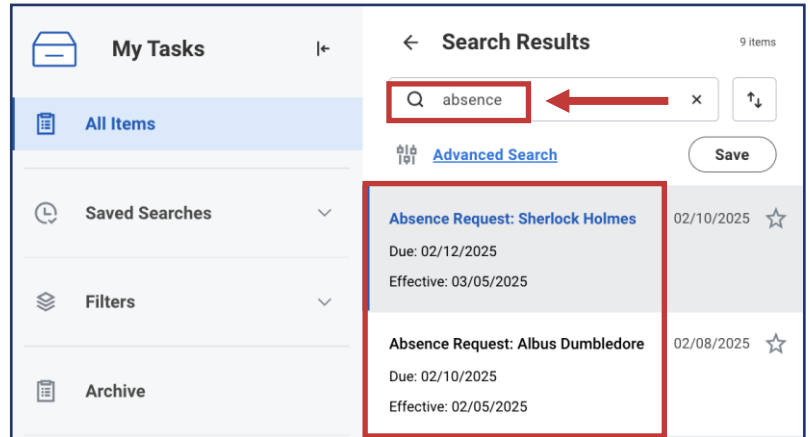 My Tasks
All Items
Saved Searches
Filters
Archive
Search Results
9 items
absence
Advanced Search
Save
Absence Request: Sherlock Holmes
02/10/2025
Due: 02/12/2025
Effective: 03/05/2025
Absence Request: Albus Dumbledore
02/08/2025
Due: 02/10/2025
Effective: 02/05/2025